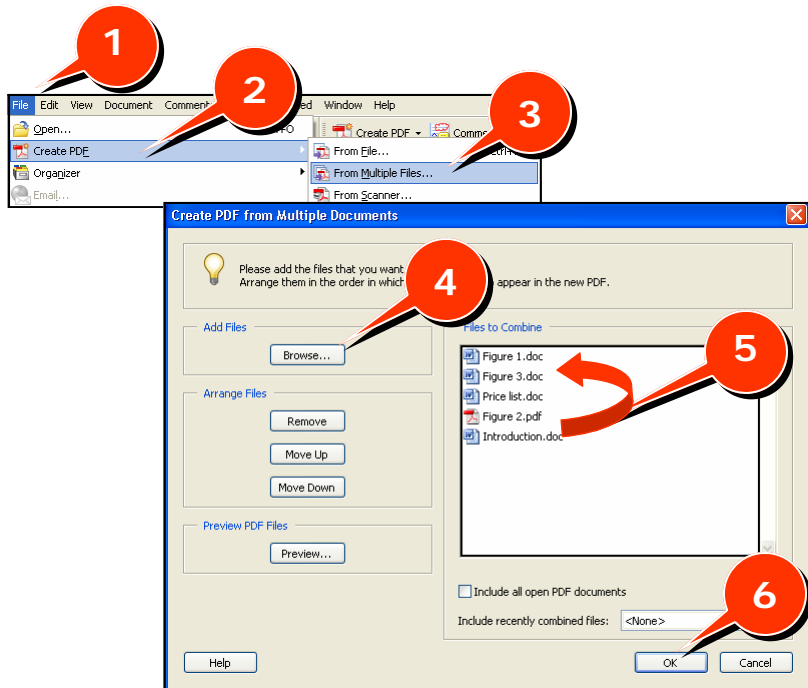 1
2
3
File Edit View Document Comment ed Window Help
Open... O
Create PDF
Comme
Create PDF
From File... Ctrl+
Organizer
From Multiple Files...
Email...
From Scanner...
Create PDF from Multiple Documents
4
Please add the files that you want
Arrange them in the order in which appear in the new PDF.
Add Files
Files to Combine
5
Browse...
Figure 1.doc
Figure 3.doc
Arrange Files
Price list.doc
Remove
Figure 2.pdf
Introduction.doc
Move Up
Move Down
Preview PDF Files
Preview...
Include all open PDF documents
6
Include recently combined files: <None>
Help
OK
Cancel